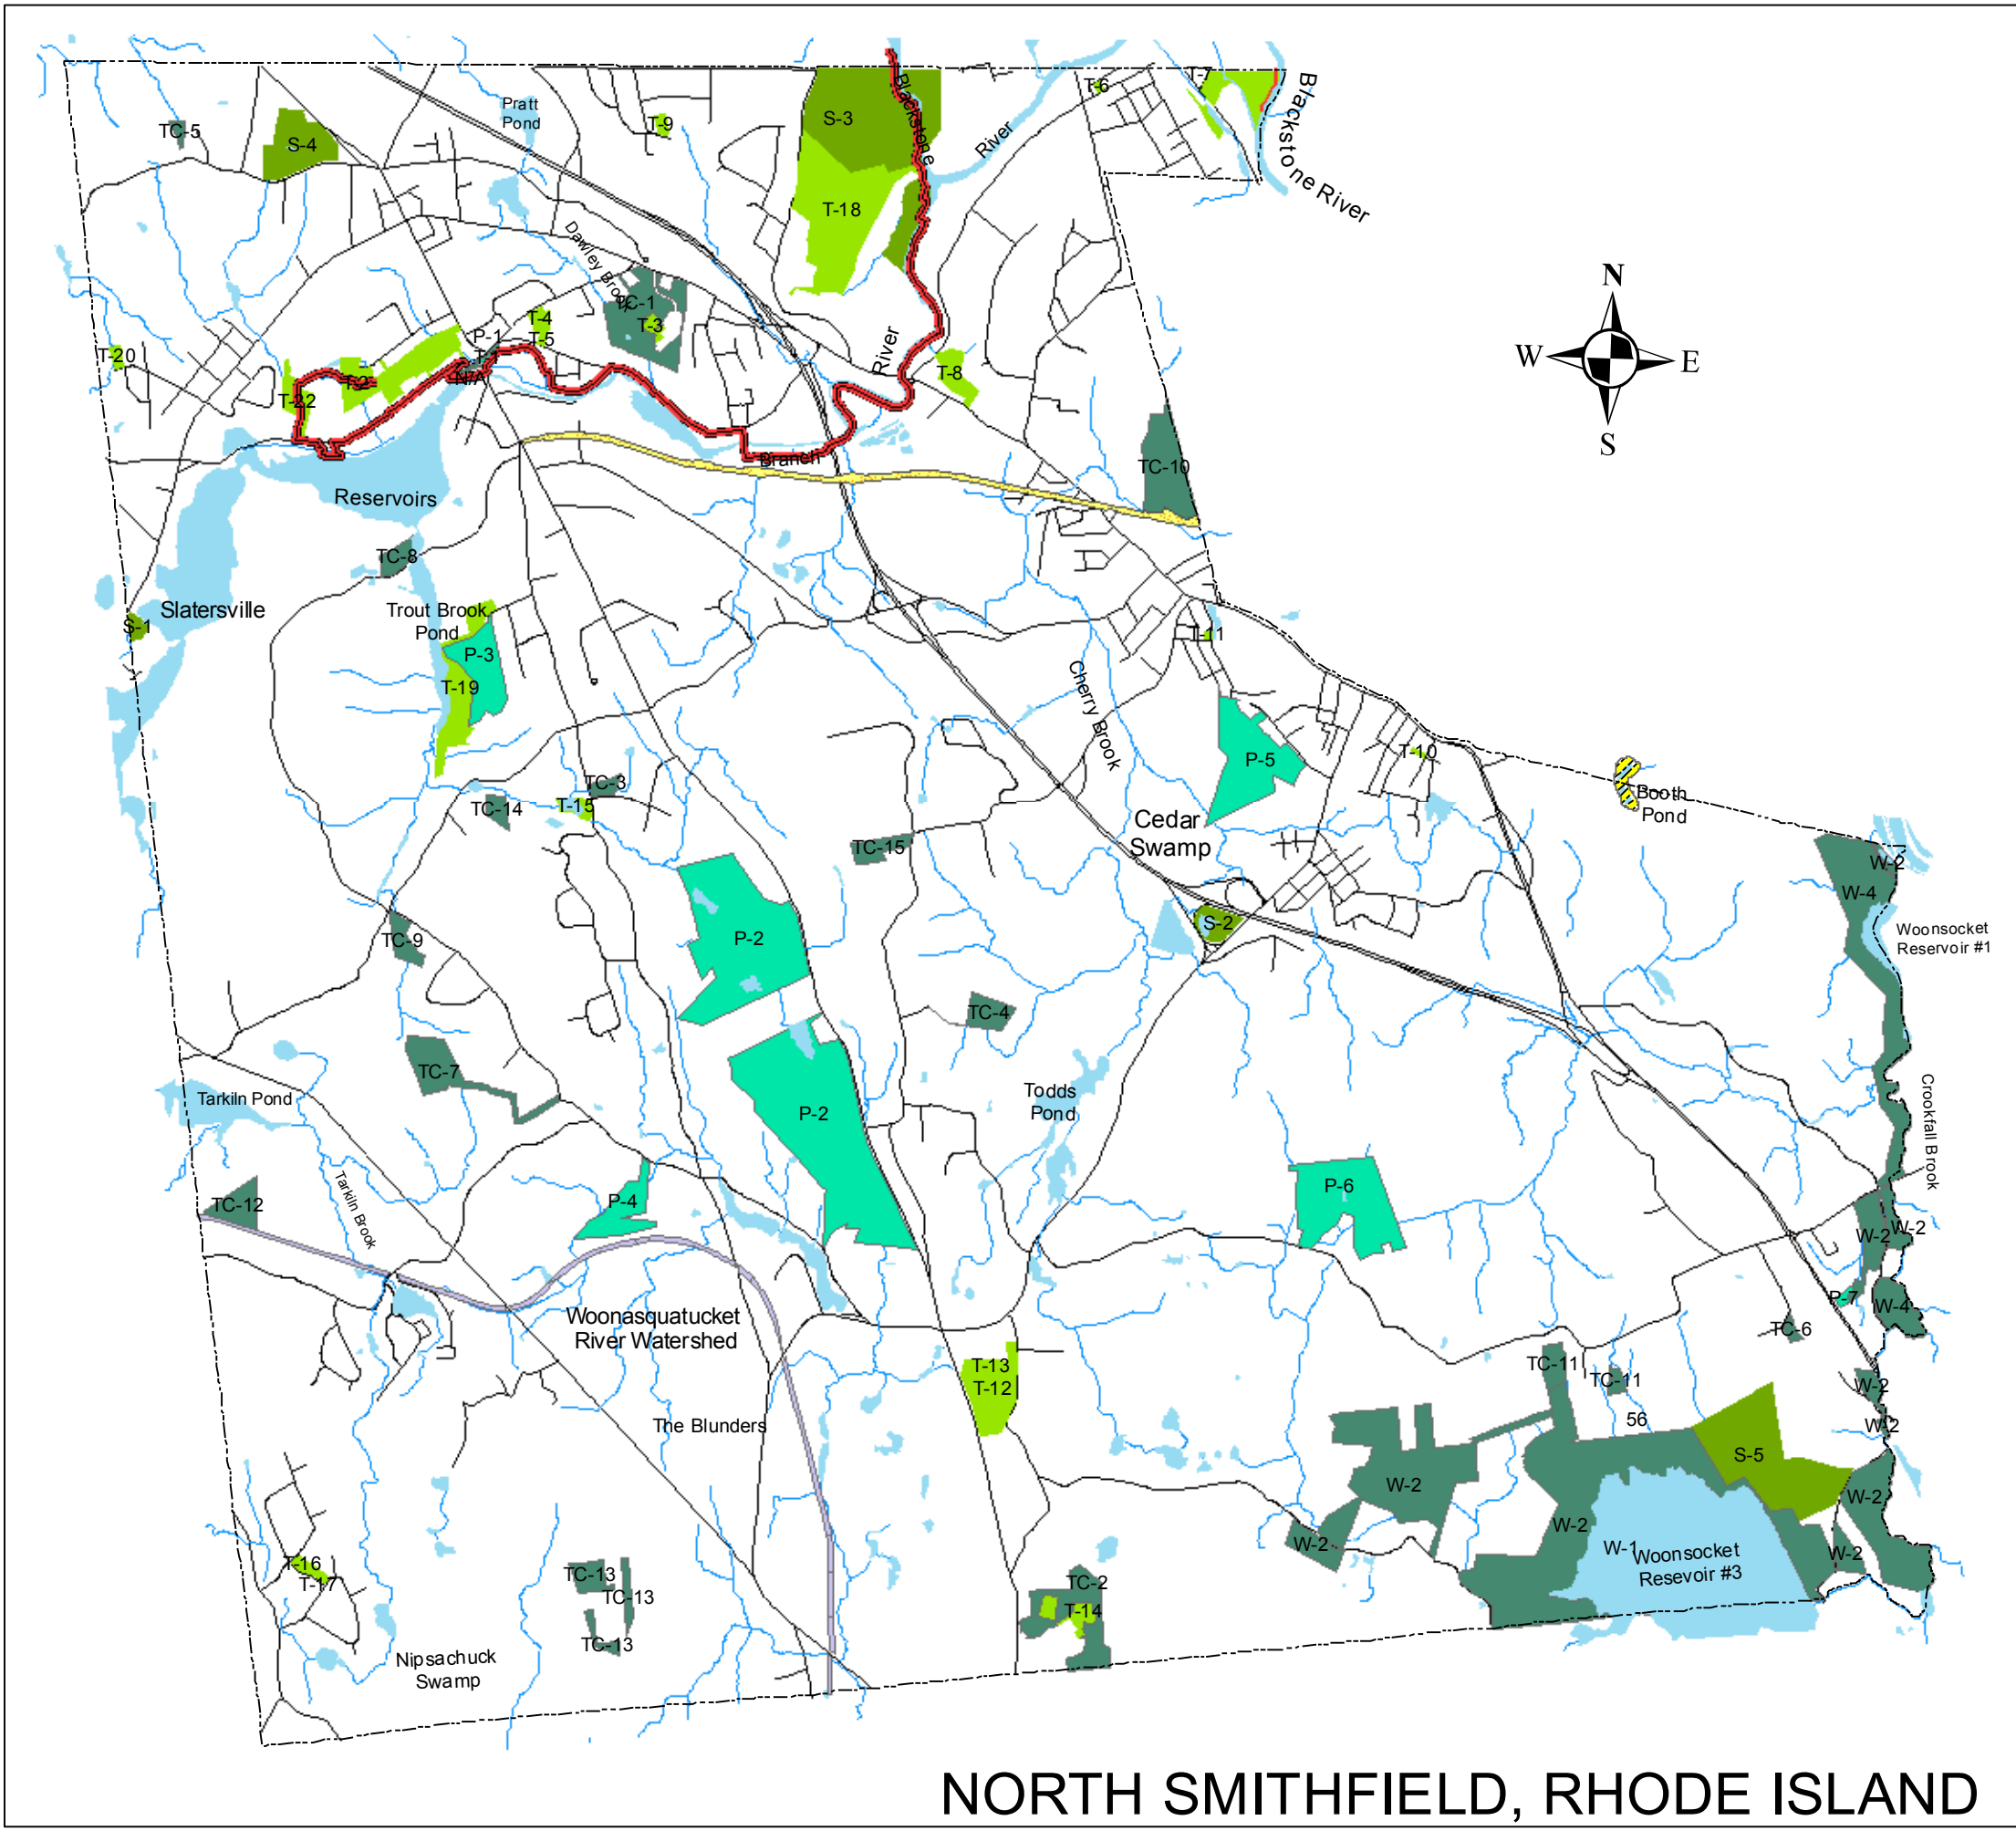 Pratt
Pond
TC-5
S-4
T-9
S-3
Blackstone
River
T-6
T-7
Blackstone River
T-18
Dawley Brook
TC-1
T-3
T-4
T-5
P-1
T-1
N/A
T-20
T-2
T-22
River
T-8
N
W
E
S
Branch
TC-10
Reservoirs
TC-8
Slatersville
S-1
Trout Brook
Pond
P-3
T-19
T-11
Cherry Brook
P-5
T-10
Booth
Pond
TC-3
TC-14
T-15
TC-15
Cedar
Swamp
W-2
W-4
Woonsocket
Reservoir #1
S-2
P-2
TC-9
TC-4
TC-7
Tarkiln Pond
P-2
Todds
Pond
Crookfall Brook
TC-12
Tarkiln Brook
P-4
P-6
W-2
W-2
P-7
W-4
TC-6
Woonasquatucket
River Watershed
T-13
T-12
TC-11
TC-11
W-2
56
W-2
The Blunders
S-5
W-2
W-2
W-2
W-2
W-1
Woonsocket
Resevoir #3
W-2
T-16
T-17
TC-13
TC-13
TC-13
TC-2
T-14
Nipsachuck
Swamp
NORTH SMITHFIELD, RHODE ISLAND